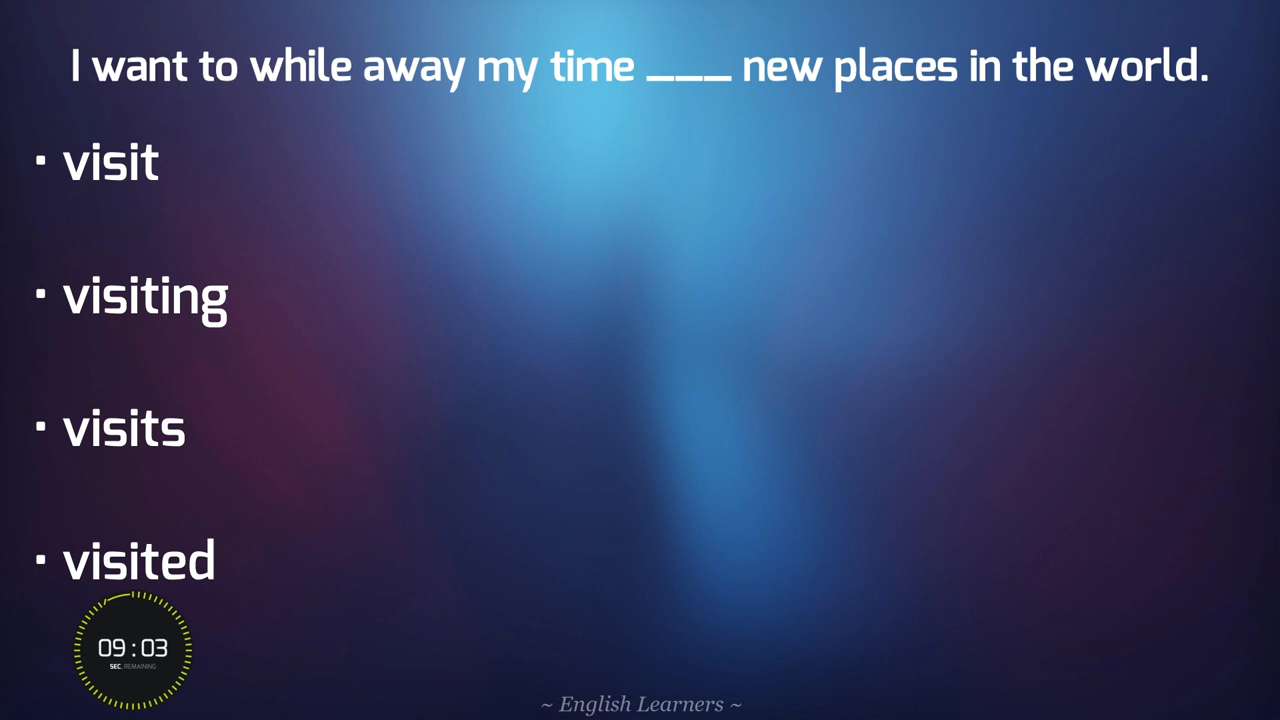 I want to while away my time ___ new places in the world.
• visit
• visiting
• visits
• visited
09 : 03
SEC. REMAINING
~ English Learners ~